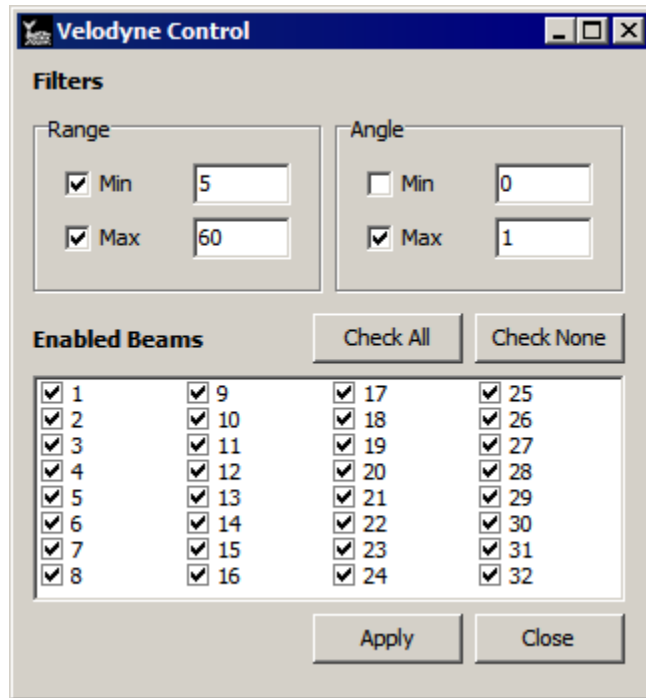 Velodyne Control
Filters
Range Angle
Min 5 Min 0
Max 60 Max 1
Enabled Beams Check All Check None
1 9 17 25
2 10 18 26
3 11 19 27
4 12 20 28
5 13 21 29
6 14 22 30
7 15 23 31
8 16 24 32
Apply Close